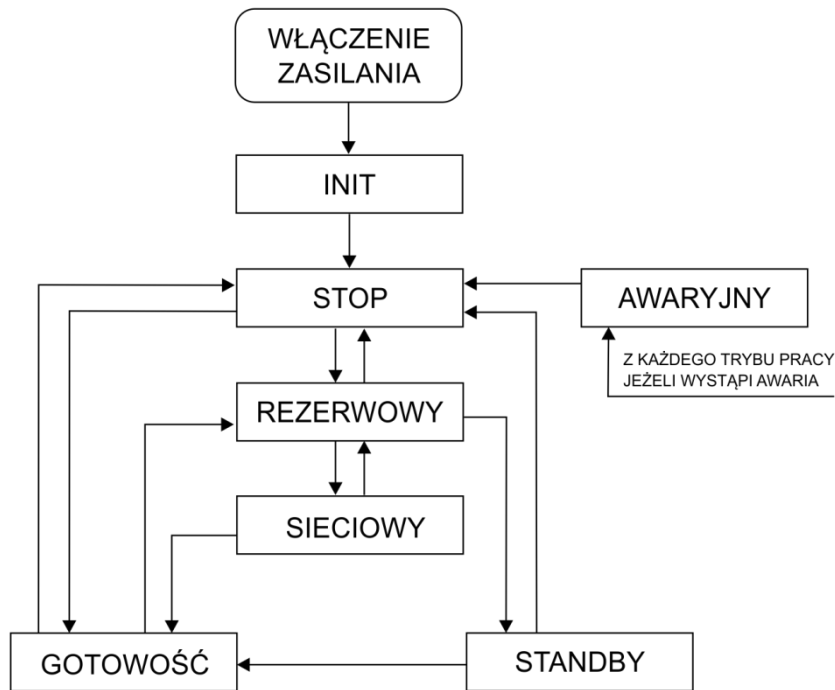 WŁĄCZENIE
ZASILANIA
INIT
STOP
AWARYJNY
Z KAŻDEGO TRYBU PRACY
JEŻELI WYSTĄPI AWARIA
REZERWOWY
SIECIOWY
GOTOWOŚĆ
STANDBY